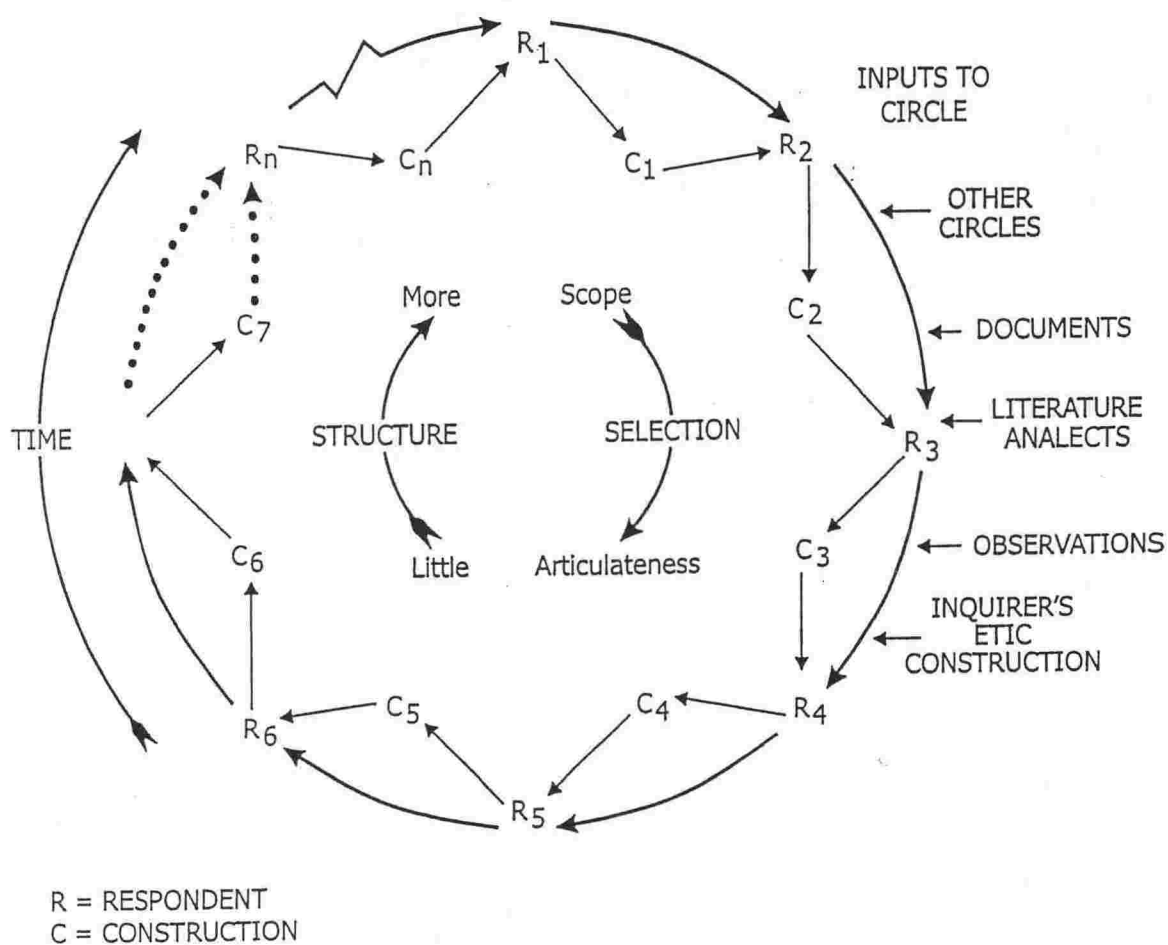 R1
INPUTS TO
CIRCLE
R2
Rn
Cn
C1
OTHER
CIRCLES
More
Scope
C2
C7
DOCUMENTS
LITERATURE
ANALECTS
TIME
STRUCTURE
SELECTION
R3
C6
C3
OBSERVATIONS
Little
Articulateness
INQUIRER'S
ETIC
CONSTRUCTION
C5
C4
R4
R6
R5
R = RESPONDENT
C = CONSTRUCTION